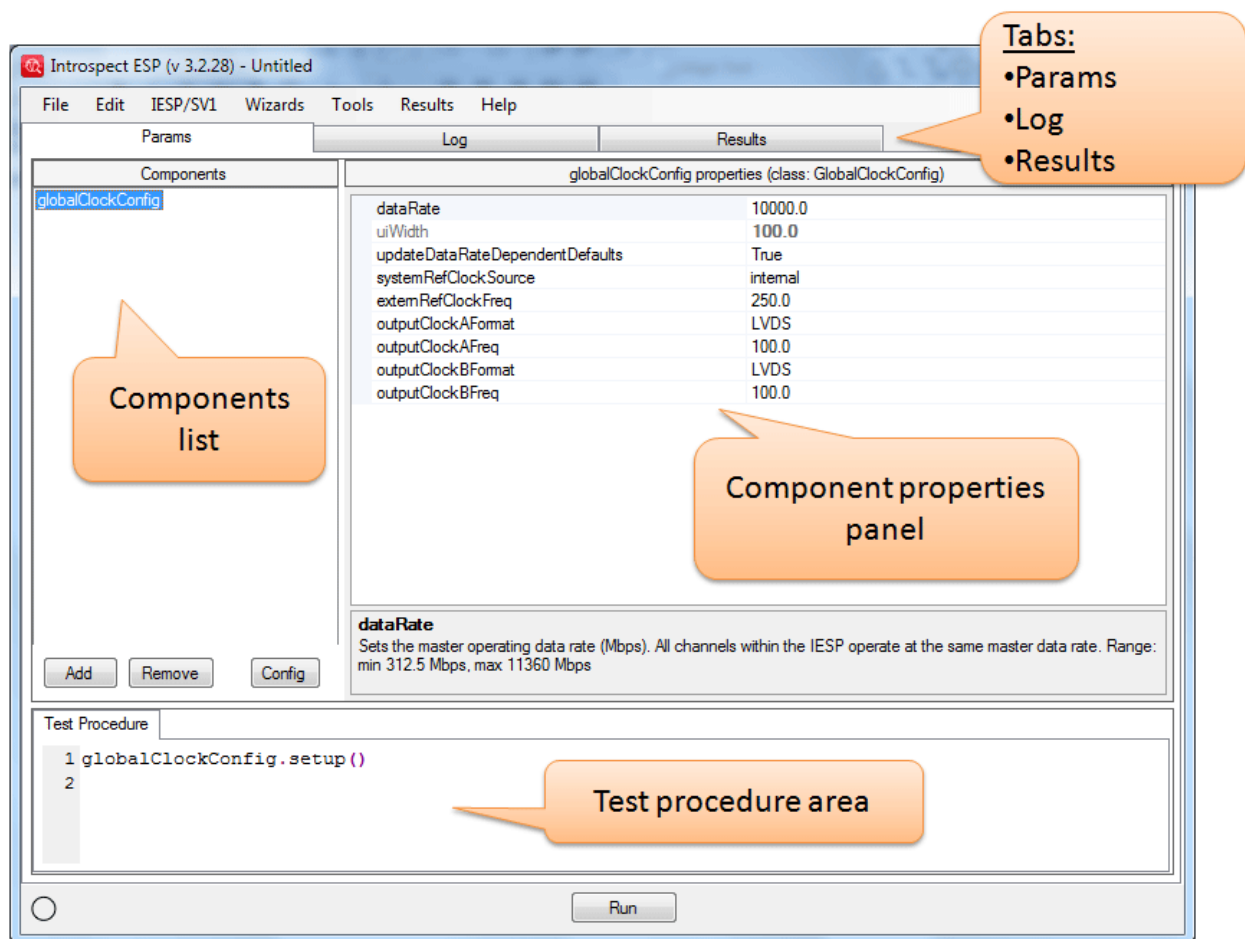 Introspect ESP (v 3.2.28) - Untitled
File Edit IESP/SV1 Wizards Tools Results Help
Tabs:
•Params
•Log
•Results
Params Log Results
Components
globalClockConfig
globalClockConfig properties (class: GlobalClockConfig)
dataRate 10000.0
uiWidth 100.0
updateDataRateDependentDefaults True
systemRefClockSource internal
externRefClockFreq 250.0
outputClockAFormat LVDS
outputClockAFreq 100.0
outputClockBFormat LVDS
outputClockBFreq 100.0
Components
list
Component properties
panel
dataRate
Sets the master operating data rate (Mbps). All channels within the IESP operate at the same master data rate. Range:
min 312.5 Mbps, max 11360 Mbps
Add Remove Config
Test Procedure
1 globalClockConfig.setup()
2
Test procedure area
Run